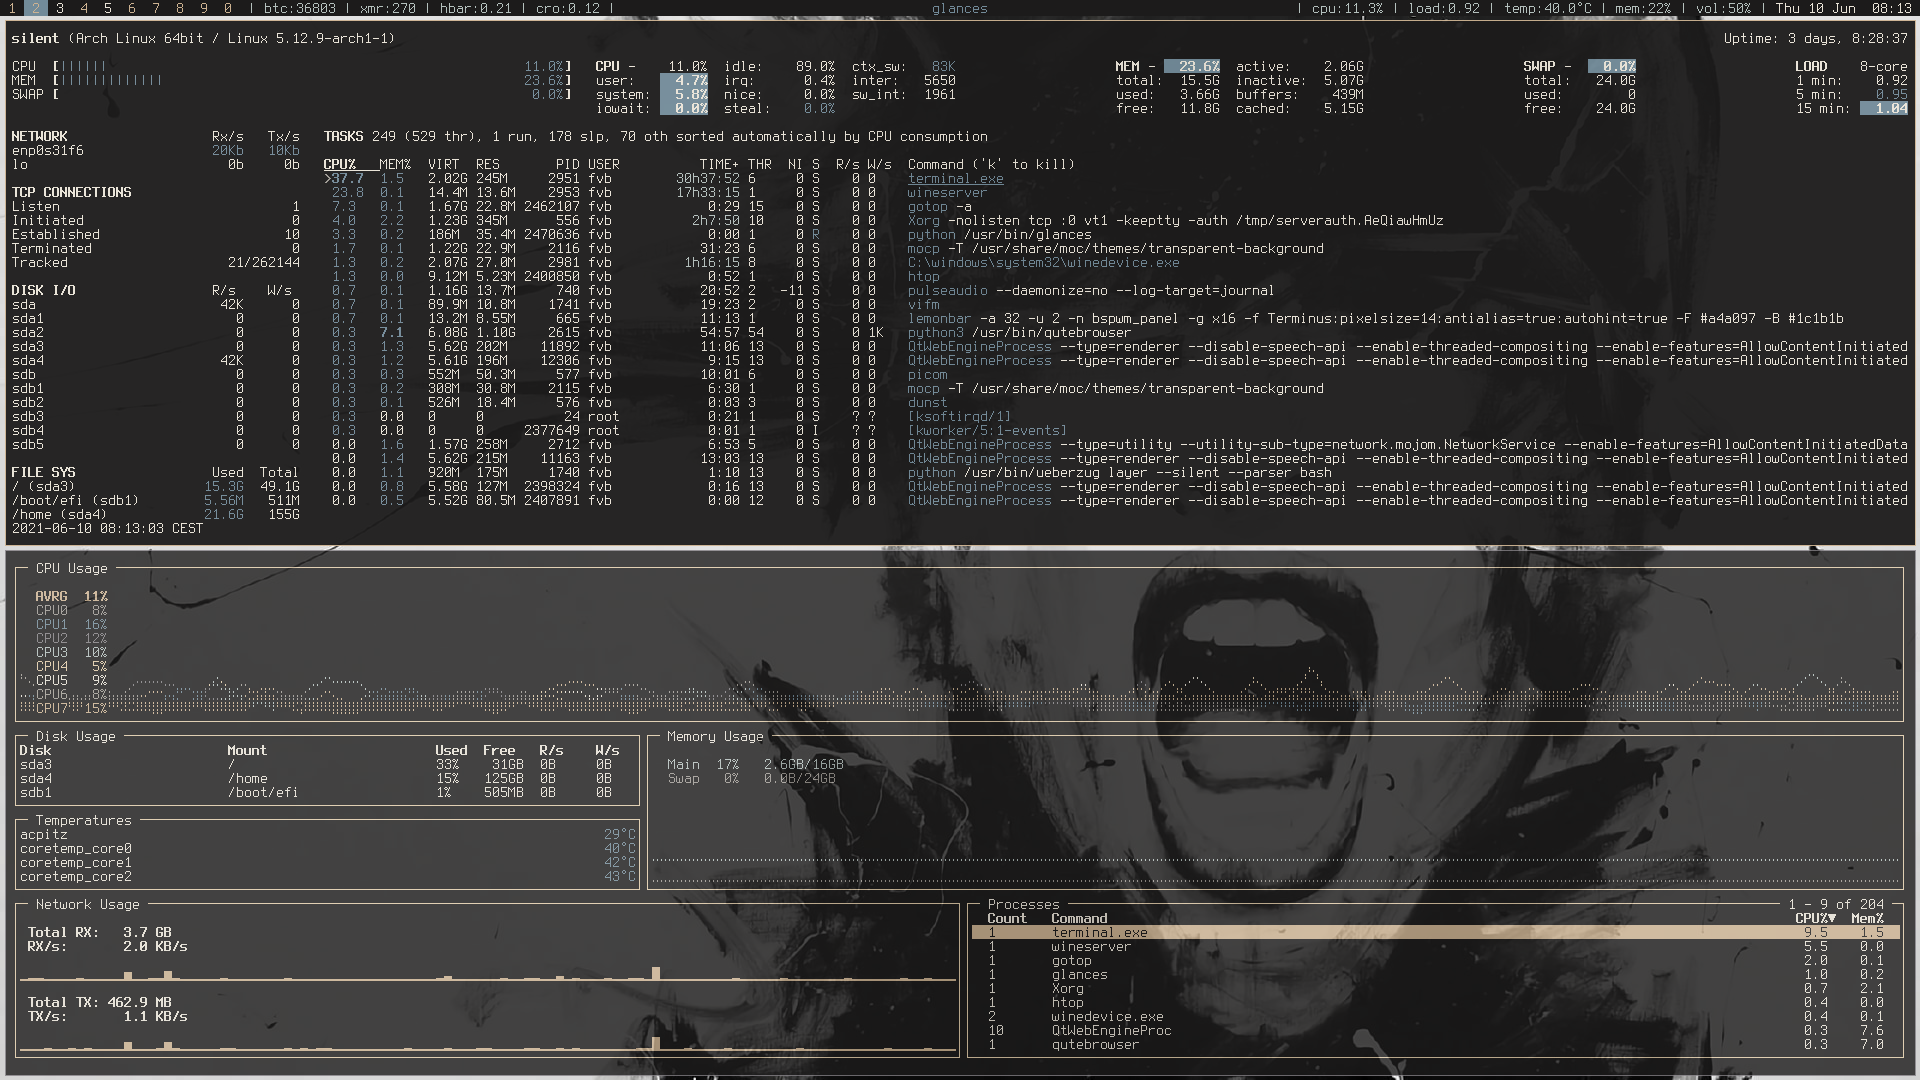 1 2 3 4 5 6 7 8 9 0 | btc:36803 | xmr:270 | hbar:0.21 | cro:0.12 | glances | cpu:11.3% | load:0.92 | temp:40.0°C | mem:22% | vol:50% | Thu 10 Jun 08:13
silent (Arch Linux 64bit / Linux 5.12.9-arch1-1) Uptime: 3 days, 8:28:37
CPU [|||||| 11.0%] CPU - 11.0% idle: 89.0% ctx_sw: 83K MEM - 23.6% active: 2.06G SWAP - 0.0% LOAD 8-core
MEM [||||||||||||| 23.6%] user: 4.7% irq: 0.4% inter: 5650 total: 15.5G inactive: 5.07G total: 24.0G 1 min: 0.92
SWAP [ 0.0%] system: 5.8% nice: 0.0% sw_int: 1961 used: 3.66G buffers: 439M used: 0 5 min: 0.95
iowait: 0.0% steal: 0.0% free: 11.8G cached: 5.15G free: 24.0G 15 min: 1.04
NETWORK Rx/s Tx/s TASKS 249 (529 thr), 1 run, 178 slp, 70 oth sorted automatically by CPU consumption
enp0s31f6 20Kb 10Kb
lo 0b 0b CPU% MEM% VIRT RES PID USER TIME+ THR NI S R/s W/s Command ('k' to kill)
>37.7 1.5 2.02G 245M 2951 fvb 30h37:52 6 0 S 0 0 terminal.exe
TCP CONNECTIONS 23.8 0.1 14.4M 13.6M 2953 fvb 17h33:15 1 0 S 0 0 wineserver
Listen 1 7.3 0.1 1.67G 22.8M 2462107 fvb 0:29 15 0 S 0 0 gotop -a
Initiated 0 4.0 2.2 1.23G 345M 556 fvb 2h7:50 10 0 S 0 0 Xorg -nolisten tcp :0 vt1 -keeptty -auth /tmp/serverauth.AeQiawHmUz
Established 10 3.3 0.2 186M 35.4M 2470636 fvb 0:00 1 0 R 0 0 python /usr/bin/glances
Terminated 0 1.7 0.1 1.22G 22.9M 2116 fvb 31:23 6 0 S 0 0 mocp -T /usr/share/moc/themes/transparent-background
Tracked 21/262144 1.3 0.2 2.07G 27.0M 2981 fvb 1h16:15 8 0 S 0 0 C:\windows\system32\winedevice.exe
1.3 0.0 9.12M 5.23M 2400850 fvb 0:52 1 0 S 0 0 htop
DISK I/O R/s W/s 0.7 0.1 1.16G 13.7M 740 fvb 20:52 2 -11 S 0 0 pulseaudio --daemonize=no --log-target=journal
sda 42K 0 0.7 0.1 89.9M 10.8M 1741 fvb 19:23 2 0 S 0 0 vifm
sda1 0 0 0.7 0.1 13.2M 8.55M 665 fvb 11:13 1 0 S 0 0 lemonbar -a 32 -u 2 -n bspwm_panel -g x16 -f Terminus:pixelsize=14:antialias=true:autohint=true -F #a4a097 -B #1c1b1b
sda2 0 0 0.3 7.1 6.08G 1.10G 2615 fvb 54:57 54 0 S 0 1K python3 /usr/bin/qutebrowser
sda3 0 0 0.3 1.3 5.62G 202M 11892 fvb 11:06 13 0 S 0 0 QtWebEngineProcess --type=renderer --disable-speech-api --enable-threaded-compositing --enable-features=AllowContentInitiated
sda4 42K 0 0.3 1.2 5.61G 196M 12306 fvb 9:15 13 0 S 0 0 QtWebEngineProcess --type=renderer --disable-speech-api --enable-threaded-compositing --enable-features=AllowContentInitiated
sdb 0 0 0.3 0.3 552M 50.3M 577 fvb 10:01 6 0 S 0 0 picom
sdb1 0 0 0.3 0.2 308M 30.8M 2115 fvb 6:30 1 0 S 0 0 mocp -T /usr/share/moc/themes/transparent-background
sdb2 0 0 0.3 0.1 526M 18.4M 576 fvb 0:03 3 0 S 0 0 dunst
sdb3 0 0 0.3 0.0 0 0 24 root 0:21 1 0 S ? ? [ksoftirqd/1]
sdb4 0 0 0.3 0.0 0 0 2377649 root 0:01 1 0 I ? ? [kworker/5:1-events]
sdb5 0 0 0.0 1.6 1.57G 258M 2712 fvb 6:53 5 0 S 0 0 QtWebEngineProcess --type=utility --utility-sub-type=network.mojom.NetworkService --enable-features=AllowContentInitiatedData
0.0 1.4 5.62G 215M 11163 fvb 13:03 13 0 S 0 0 QtWebEngineProcess --type=renderer --disable-speech-api --enable-threaded-compositing --enable-features=AllowContentInitiated
FILE SYS Used Total 0.0 1.1 920M 175M 1740 fvb 1:10 13 0 S 0 0 python /usr/bin/ueberzug layer --silent --parser bash
/ (sda3) 15.3G 49.1G 0.0 0.8 5.58G 127M 2398324 fvb 0:16 13 0 S 0 0 QtWebEngineProcess --type=renderer --disable-speech-api --enable-threaded-compositing --enable-features=AllowContentInitiated
/boot/efi (sdb1) 5.56M 511M 0.0 0.5 5.52G 80.5M 2407891 fvb 0:00 12 0 S 0 0 QtWebEngineProcess --type=renderer --disable-speech-api --enable-threaded-compositing --enable-features=AllowContentInitiated
/home (sda4) 21.6G 155G
2021-06-10 08:13:03 CEST
CPU Usage
AVRG 11%
CPU0 8%
CPU1 16%
CPU2 12%
CPU3 10%
CPU4 5%
CPU5 9%
CPU6 8%
CPU7 15%
Disk Usage
Disk Mount Used Free R/s W/s
sda3 / 33% 31GB 0B 0B
sda4 /home 15% 125GB 0B 0B
sdb1 /boot/efi 1% 505MB 0B 0B
Memory Usage
Main 17% 2.6GB/16GB
Swap 0% 0.0B/24GB
Temperatures
acpitz 29°C
coretemp_core0 40°C
coretemp_core1 42°C
coretemp_core2 43°C
Network Usage
Total RX: 3.7 GB
RX/s: 2.0 KB/s
Total TX: 462.9 MB
TX/s: 1.1 KB/s
Processes 1 - 9 of 204
Count Command CPU%▼ Mem%
1 terminal.exe 9.5 1.5
1 wineserver 5.5 0.0
1 gotop 2.0 0.1
1 glances 1.0 0.2
1 Xorg 0.7 2.1
1 htop 0.4 0.0
2 winedevice.exe 0.4 0.1
10 QtWebEngineProc 0.3 7.6
1 qutebrowser 0.3 7.0